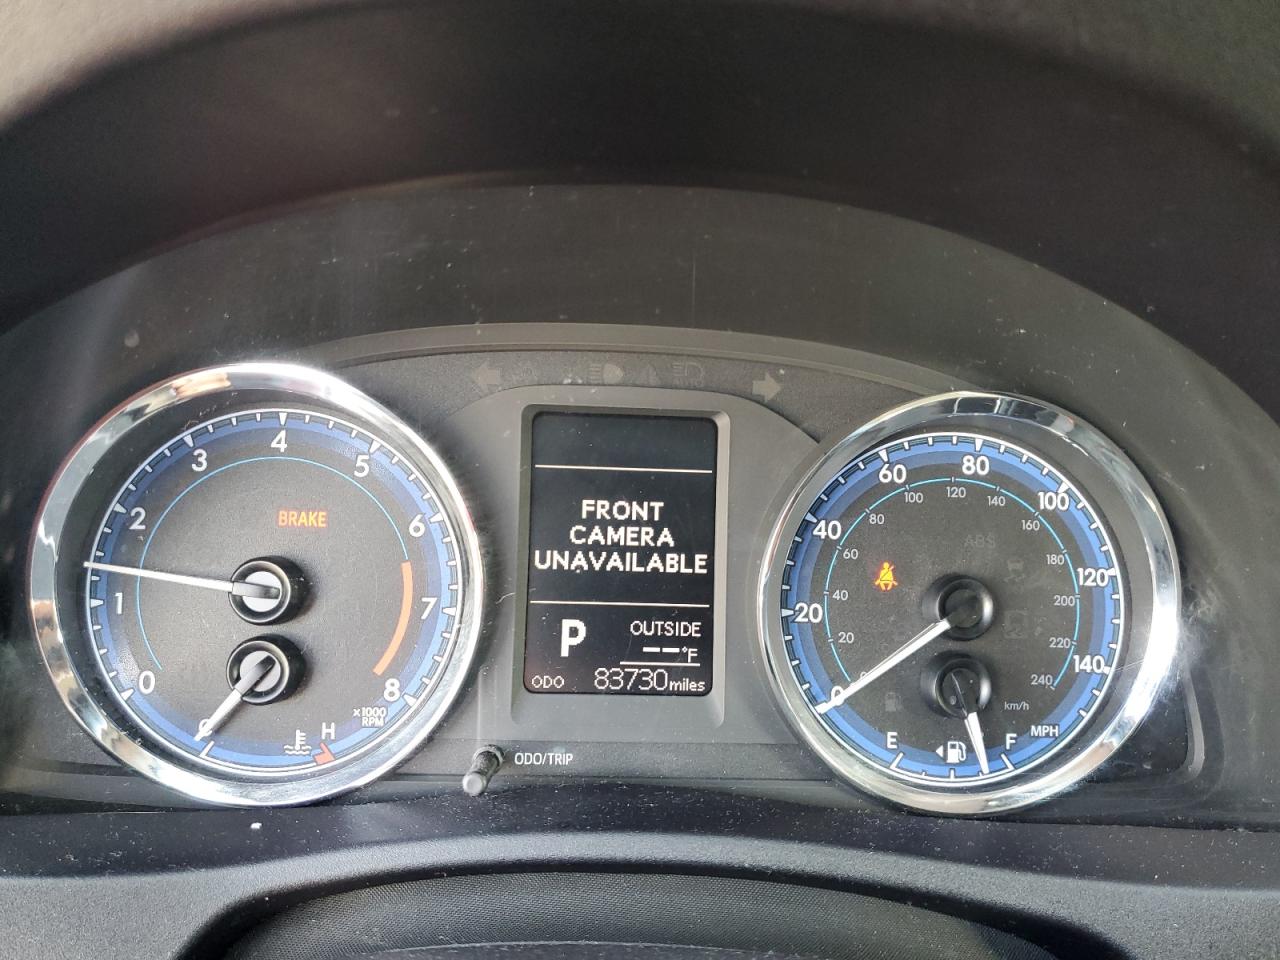 4
3
5
2
6
1
7
0
8
BRAKE
x1000
RPM
C
H
FRONT
CAMERA
UNAVAILABLE
P
OUTSIDE
--°F
ODO 83730 miles
ODO/TRIP
60
80
100
40
120
20
140
0
100
120
140
80
160
60
180
40
200
20
220
240
km/h
MPH
ABS
E
F